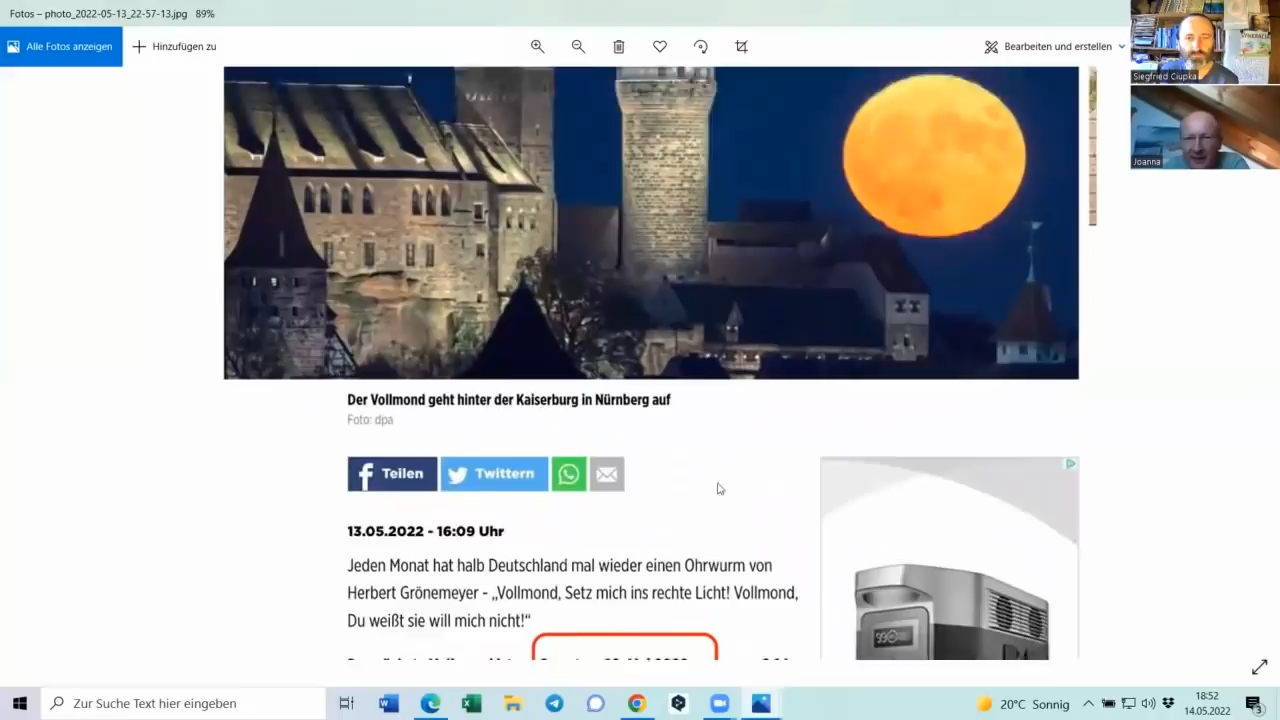 Fotos – photo_2022-05-13_22-57-13.jpg 89%
Alle Fotos anzeigen
Hinzufügen zu
Bearbeiten und erstellen
Siegfried Ciupka
Joanna
Der Vollmond geht hinter der Kaiserburg in Nürnberg auf
Foto: dpa
Teilen
Twittern
13.05.2022 - 16:09 Uhr
Jeden Monat hat halb Deutschland mal wieder einen Ohrwurm von
Herbert Grönemeyer - „Vollmond, Setz mich ins rechte Licht! Vollmond,
Du weißt sie will mich nicht!“
Zur Suche Text hier eingeben
20°C Sonnig
18:52
14.05.2022
3